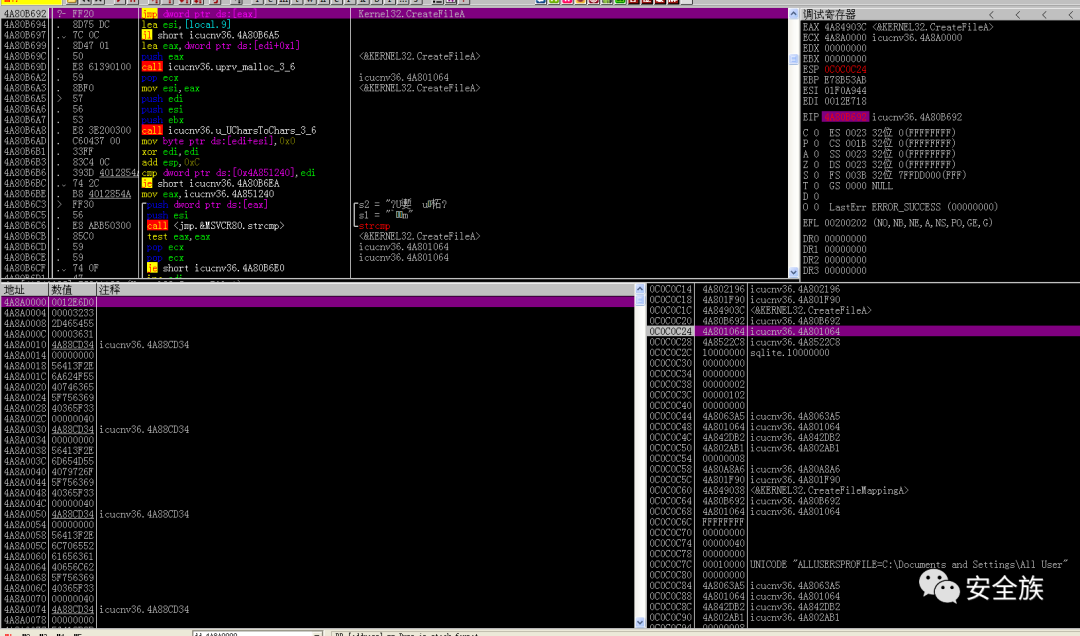 4A80B692 ?- FF20 jmp dword ptr ds:[eax] Kernel32.CreateFileA
4A80B694 . 8D75 DC lea esi,[local.9]
4A80B697 .. 7C 0C jl short icucnv36.4A80B6A5
4A80B699 . 8D47 01 lea eax,dword ptr ds:[edi+0x1]
4A80B69C . 50 push eax <&KERNEL32.CreateFileA>
4A80B69D . E8 61390100 call icucnv36.uprv_malloc_3_6
4A80B6A2 . 59 pop ecx icucnv36.4A801064
4A80B6A3 . 8BF0 mov esi,eax <&KERNEL32.CreateFileA>
4A80B6A5 > 57 push edi
4A80B6A6 . 56 push esi
4A80B6A7 . 53 push ebx
4A80B6A8 . E8 3E200300 call icucnv36.u_UCharsToChars_3_6
4A80B6AD . C60437 00 mov byte ptr ds:[edi+esi],0x0
4A80B6B1 . 33FF xor edi,edi
4A80B6B3 . 83C4 0C add esp,0xC
4A80B6B6 . 393D 4012854A cmp dword ptr ds:[0x4A851240],edi
4A80B6BC .. 74 2C je short icucnv36.4A80B6EA
4A80B6BE . B8 4012854A mov eax,icucnv36.4A851240
4A80B6C3 > FF30 push dword ptr ds:[eax]
4A80B6C5 . 56 push esi
4A80B6C6 . E8 ABB50300 call <jmp.&MSVCR80.strcmp> strcmp
4A80B6CB . 85C0 test eax,eax <&KERNEL32.CreateFileA>
4A80B6CD . 59 pop ecx icucnv36.4A801064
4A80B6CE . 59 pop ecx icucnv36.4A801064
4A80B6CF .. 74 0F je short icucnv36.4A80B6E0
调试寄存器
EAX 4A84903C <&KERNEL32.CreateFileA>
ECX 4A8A0000 icucnv36.4A8A0000
EDX 00000000
EBX 00000000
ESP 0C0C0C24
EBP E78B53AB
ESI 01F0A944
EDI 0012E718
EIP 4A80B692 icucnv36.4A80B692
C 0 ES 0023 32位 0(FFFFFFFF)
P 0 CS 001B 32位 0(FFFFFFFF)
A 0 SS 0023 32位 0(FFFFFFFF)
Z 0 DS 0023 32位 0(FFFFFFFF)
S 0 FS 003B 32位 7FFDD000(FFF)
T 0 GS 0000 NULL
D 0
O 0 LastErr ERROR_SUCCESS (00000000)
EFL 00200202 (NO,NB,NE,A,NS,PO,GE,G)
DR0 00000000
DR1 00000000
DR2 00000000
DR3 00000000
地址 数值 注释
4A8A0000 0012E6D0
4A8A0004 00003233
4A8A0008 2D465455
4A8A000C 00003631
4A8A0010 4A88CD34 icucnv36.4A88CD34
4A8A0014 00000000
4A8A0018 56413F2E
4A8A001C 6A624F55
4A8A0020 40746365
4A8A0024 5F756369
4A8A0028 40365F33
4A8A002C 00000040
4A8A0030 4A88CD34 icucnv36.4A88CD34
4A8A0034 00000000
4A8A0038 56413F2E
4A8A003C 6D654D55
4A8A0040 4079726F
4A8A0044 5F756369
4A8A0048 40365F33
4A8A004C 00000040
4A8A0050 4A88CD34 icucnv36.4A88CD34
4A8A0054 00000000
4A8A0058 56413F2E
4A8A005C 6C706552
4A8A0060 61656361
4A8A0064 40656C62
4A8A0068 5F756369
4A8A006C 40365F33
4A8A0070 00000040
4A8A0074 4A88CD34 icucnv36.4A88CD34
4A8A0078 00000000
0C0C0C14 4A802196 icucnv36.4A802196
0C0C0C18 4A801F90 icucnv36.4A801F90
0C0C0C1C 4A84903C <&KERNEL32.CreateFileA>
0C0C0C20 4A80B692 icucnv36.4A80B692
0C0C0C24 4A801064 icucnv36.4A801064
0C0C0C28 4A8522C8 icucnv36.4A8522C8
0C0C0C2C 10000000 sqlite.10000000
0C0C0C30 00000000
0C0C0C34 00000000
0C0C0C38 00000002
0C0C0C3C 00000102
0C0C0C40 00000000
0C0C0C44 4A8063A5 icucnv36.4A8063A5
0C0C0C48 4A801064 icucnv36.4A801064
0C0C0C4C 4A842DB2 icucnv36.4A842DB2
0C0C0C50 4A802AB1 icucnv36.4A802AB1
0C0C0C54 00000008
0C0C0C58 4A80A8A6 icucnv36.4A80A8A6
0C0C0C5C 4A801F90 icucnv36.4A801F90
0C0C0C60 4A849038 <&KERNEL32.CreateFileMappingA>
0C0C0C64 4A80B692 icucnv36.4A80B692
0C0C0C68 4A801064 icucnv36.4A801064
0C0C0C6C FFFFFFFF
0C0C0C70 00000000
0C0C0C74 00000040
0C0C0C78 00000000
0C0C0C7C 00010000 UNICODE "ALLUSERSPROFILE=C:\Documents and Settings\All User"
0C0C0C80 00000000
0C0C0C84 4A8063A5 icucnv36.4A8063A5
0C0C0C88 4A801064 icucnv36.4A801064
0C0C0C8C 4A842DB2 icucnv36.4A842DB2
0C0C0C90 4A802AB1 icucnv36.4A802AB1
安全族